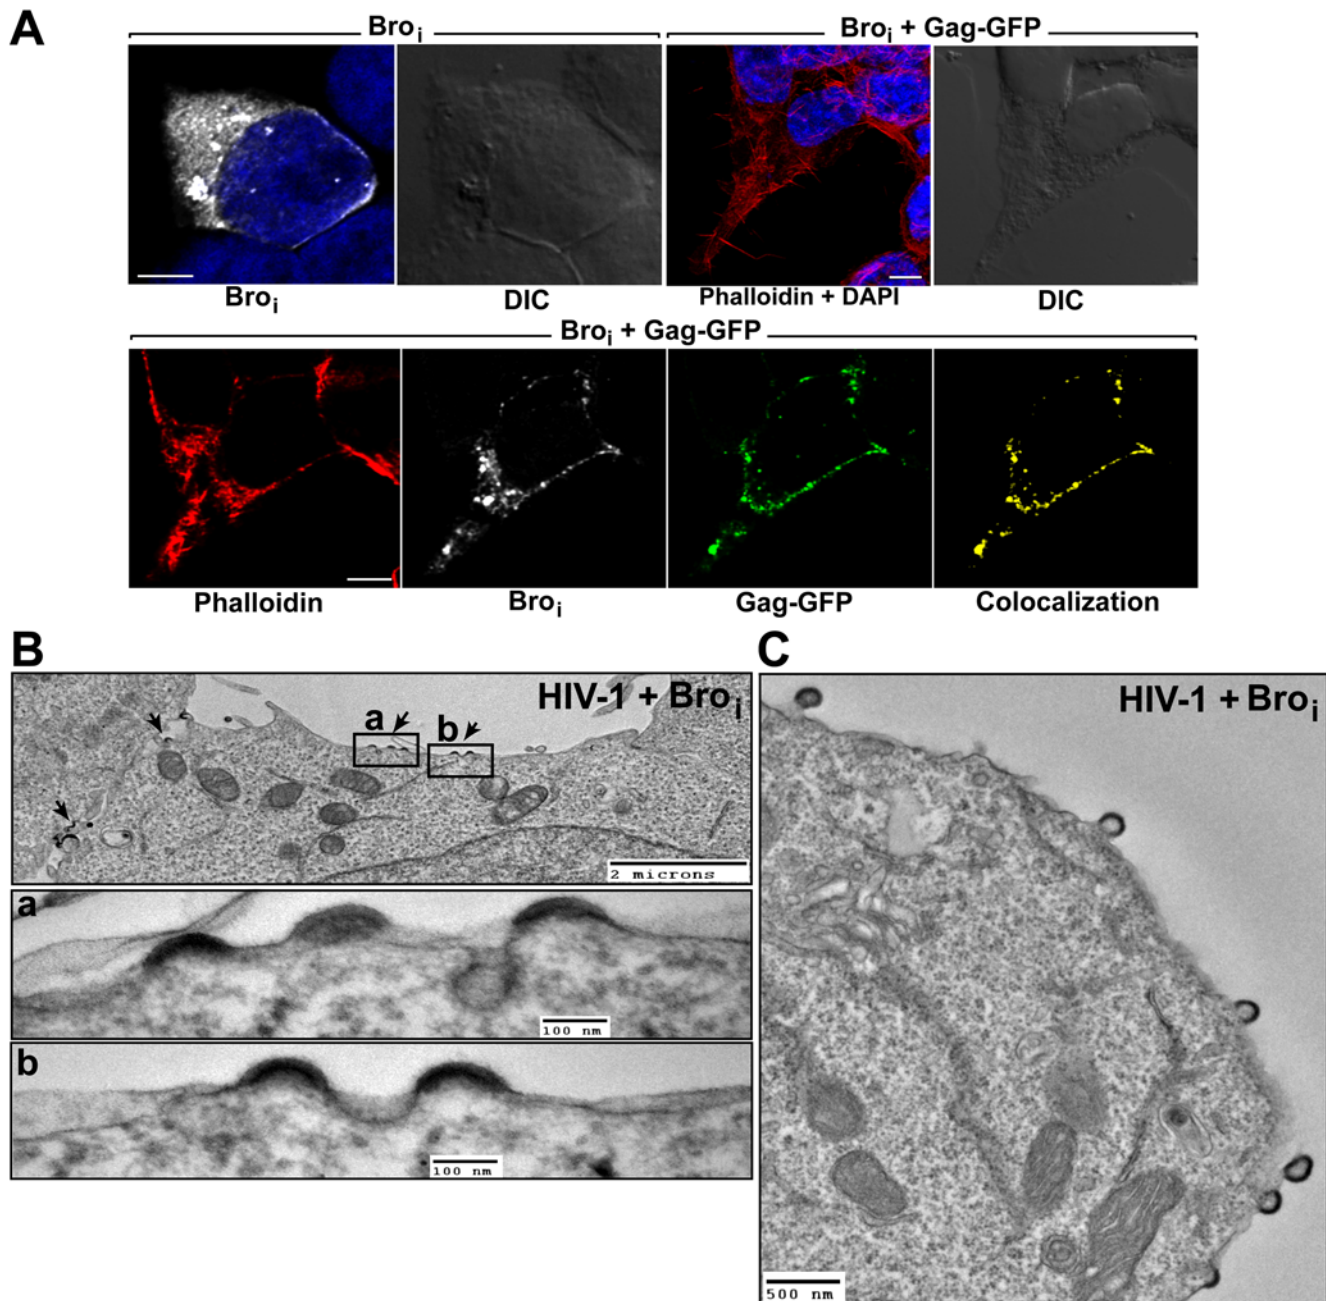 A
Broi
Broi + Gag-GFP
Broi
DIC
Phalloidin + DAPI
DIC
Broi + Gag-GFP
Phalloidin
Broi
Gag-GFP
Colocalization
B
HIV-1 + Broi
a
b
2 microns
a
100 nm
b
100 nm
C
HIV-1 + Broi
500 nm